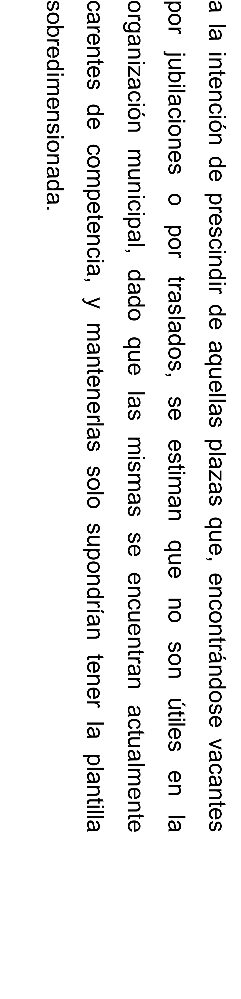 a la intención de prescindir de aquellas plazas que, encontrándose vacantes
por jubilaciones o por traslados, se estiman que no son útiles en la
organización municipal, dado que las mismas se encuentran actualmente
carentes de competencia, y mantenerlas solo supondrían tener la plantilla
sobredimensionada.